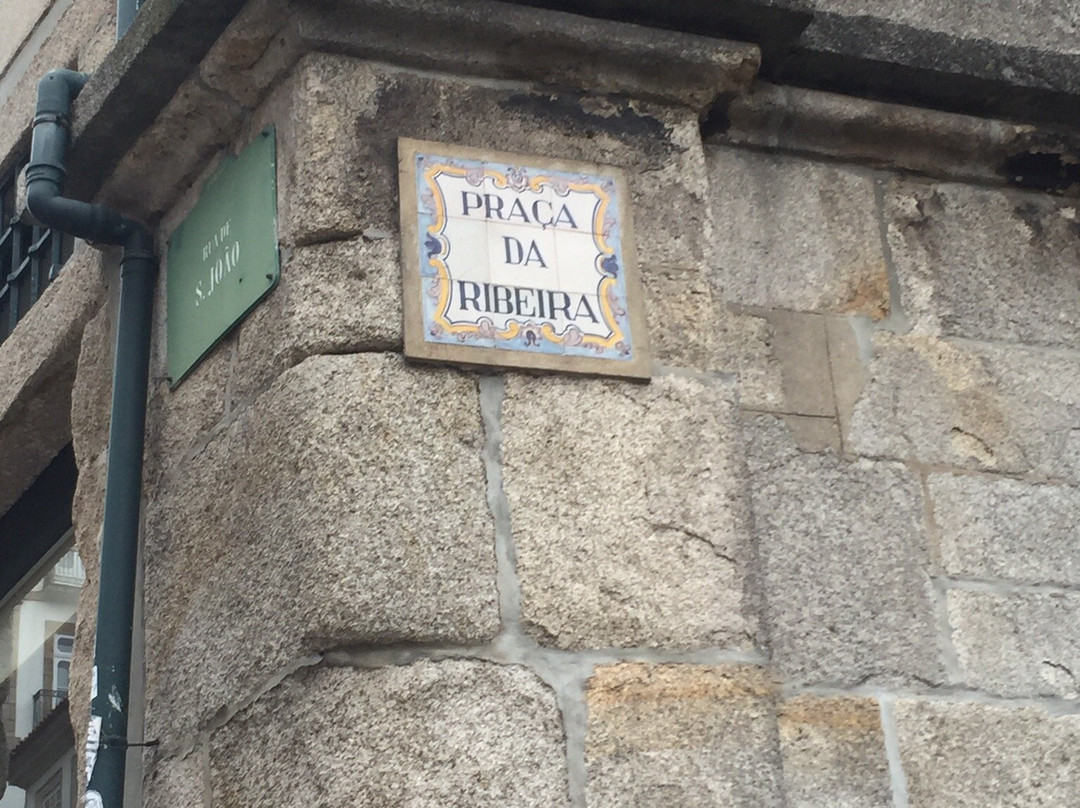 RUA DE
S. JOÃO
PRAÇA
DA
RIBEIRA